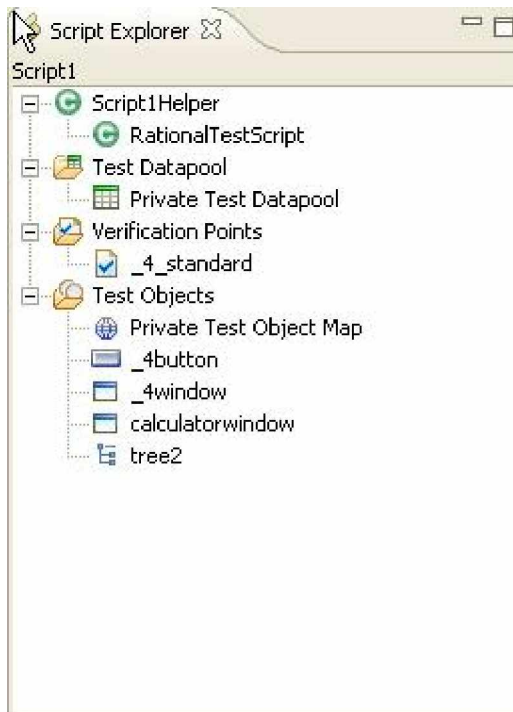 Script Explorer
Script1
Script1Helper
RationalTestScript
Test Datapool
Private Test Datapool
Verification Points
_4_standard
Test Objects
Private Test Object Map
_4button
_4window
calculatorwindow
tree2